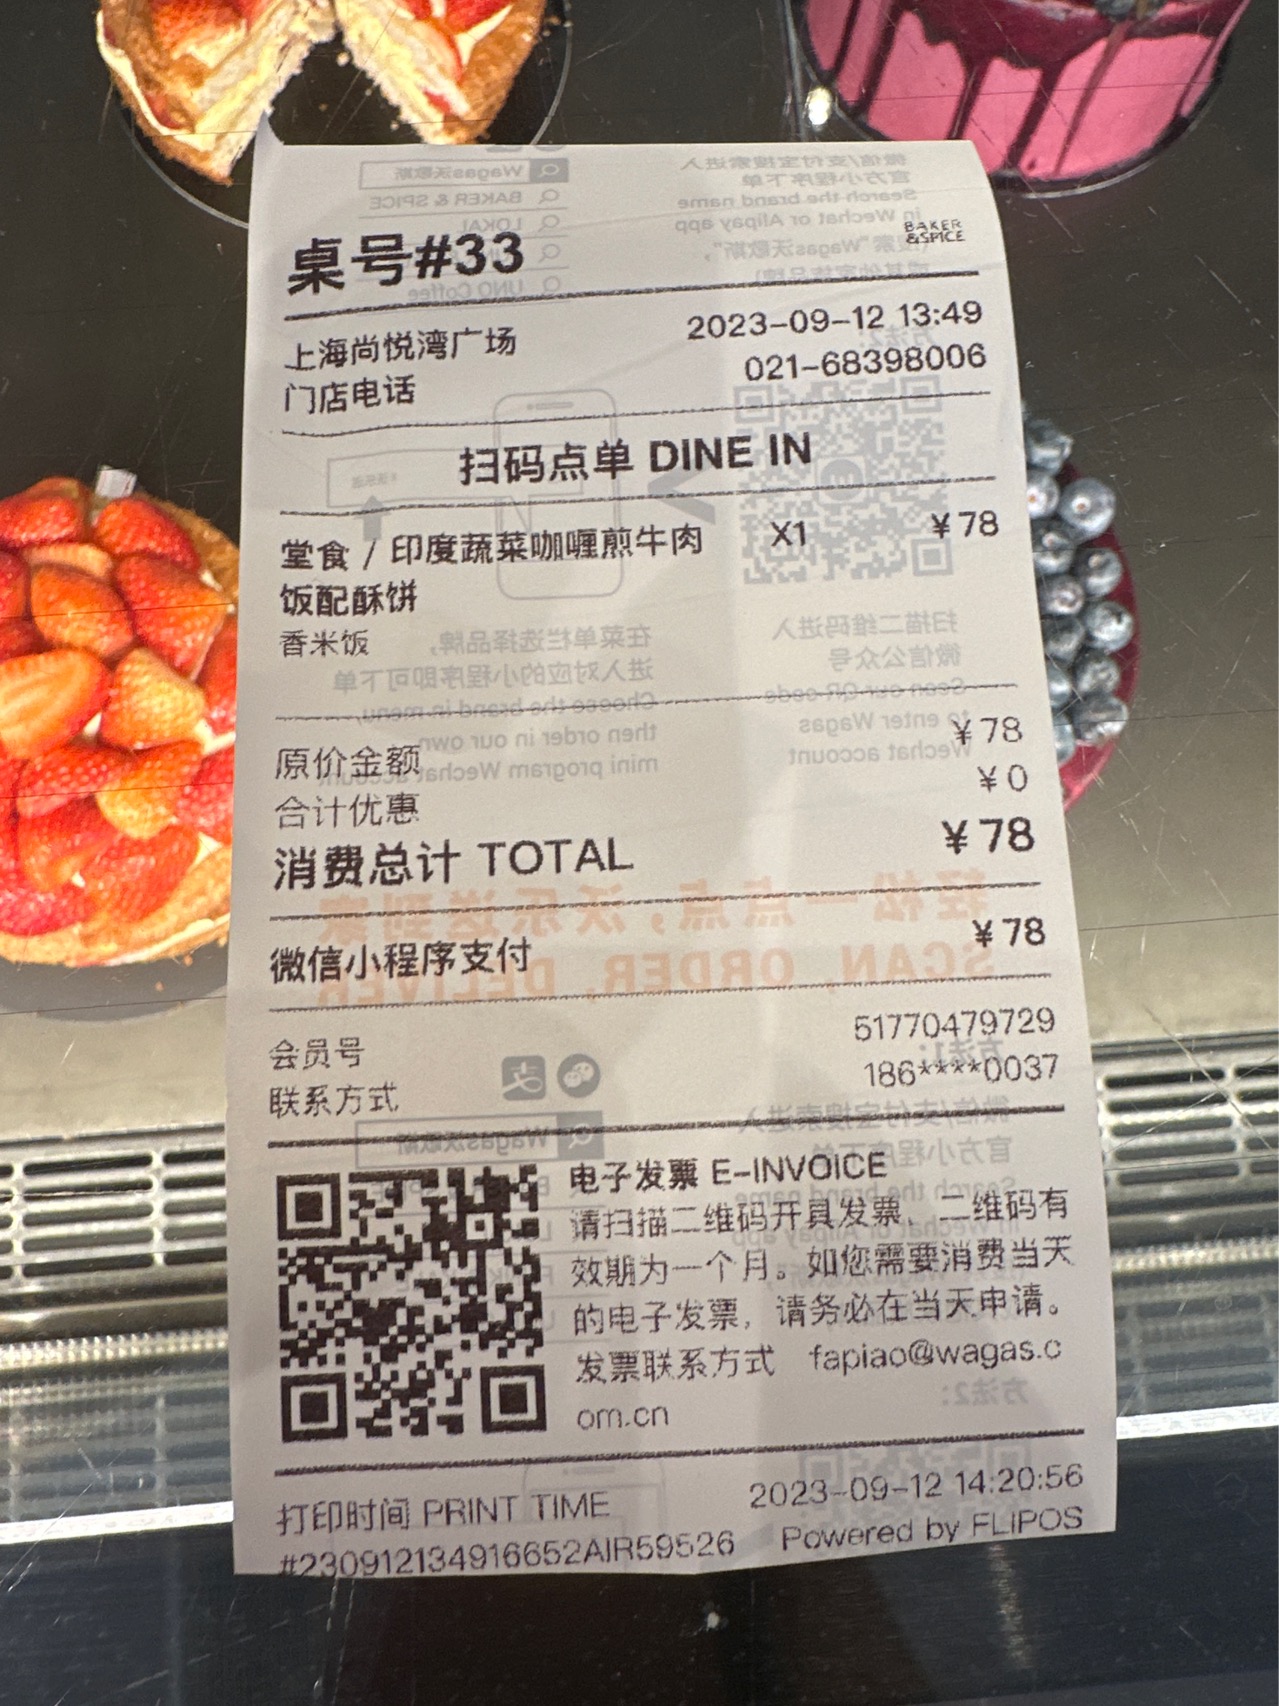 桌号#33
BAKER
&SPICE
上海尚悦湾广场 2023-09-12 13:49
门店电话 021-68398006
扫码点单 DINE IN
堂食 / 印度蔬菜咖喱煎牛肉 X1 ¥78
饭配酥饼
香米饭
原价金额 ¥78
合计优惠 ¥0
消费总计 TOTAL ¥78
微信小程序支付 ¥78
会员号 51770479729
联系方式 186****0037
电子发票 E-INVOICE
请扫描二维码开具发票，二维码有
效期为一个月。如您需要消费当天
的电子发票，请务必在当天申请。
发票联系方式 fapiao@wagas.c
om.cn
打印时间 PRINT TIME 2023-09-12 14:20:56
#230912134916652AIR59526 Powered by FLIPOS